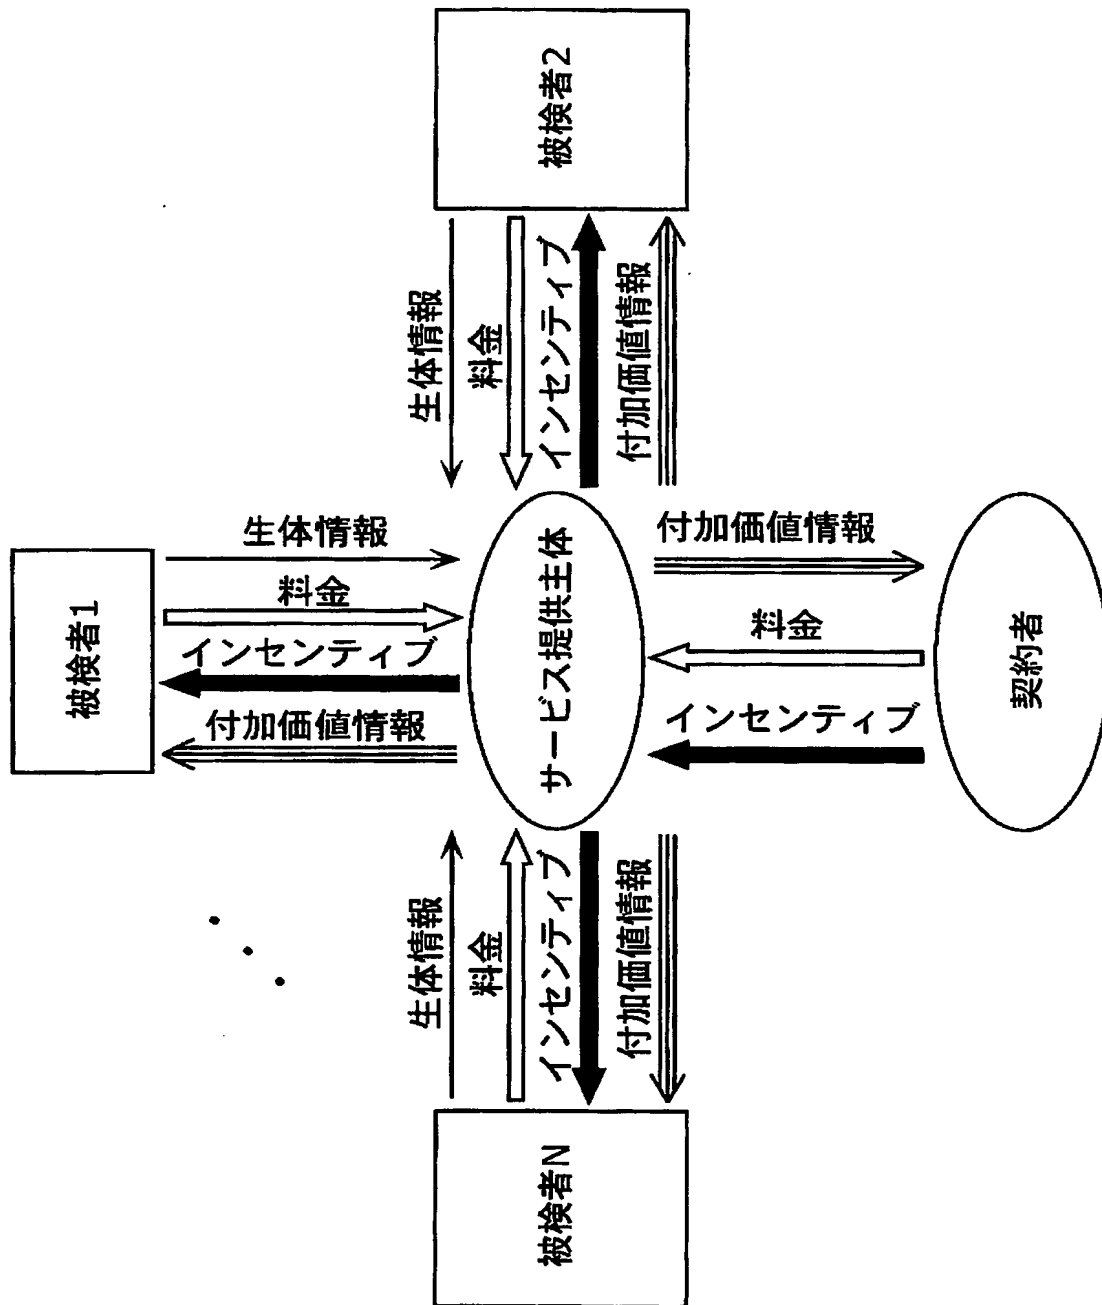 被検者1
生体情報
料金
インセンティブ
付加価値情報
被検者2
生体情報
料金
インセンティブ
付加価値情報
サービス提供主体
被検者N
生体情報
料金
インセンティブ
付加価値情報
付加価値情報
料金
インセンティブ
契約者